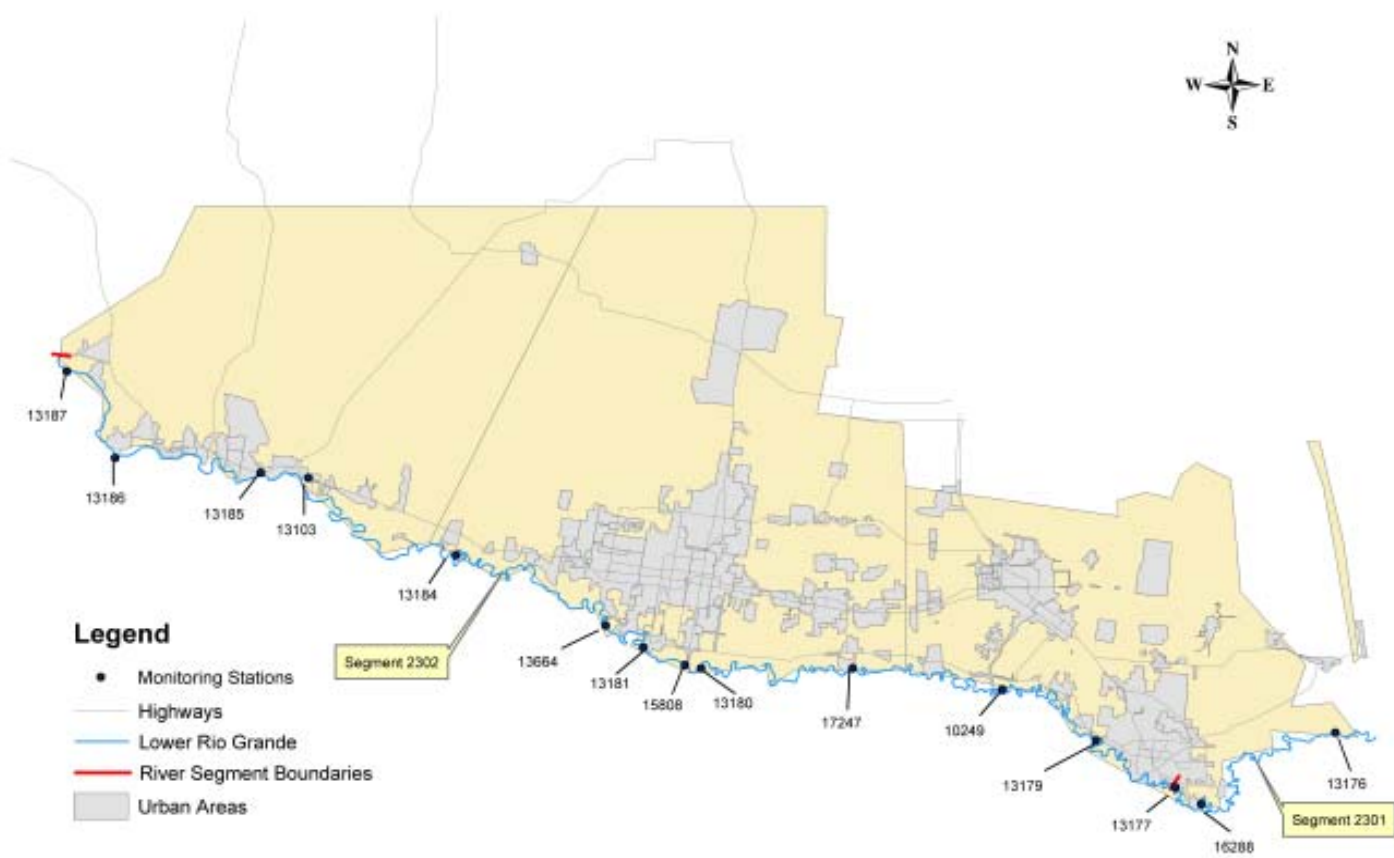 N
W E
S
13187
13186
13185
13103
13184
Segment 2302
13664
13181
15808
13180
17247
10249
13179
13177
16288
13176
Segment 2301
Legend
Monitoring Stations
Highways
Lower Rio Grande
River Segment Boundaries
Urban Areas